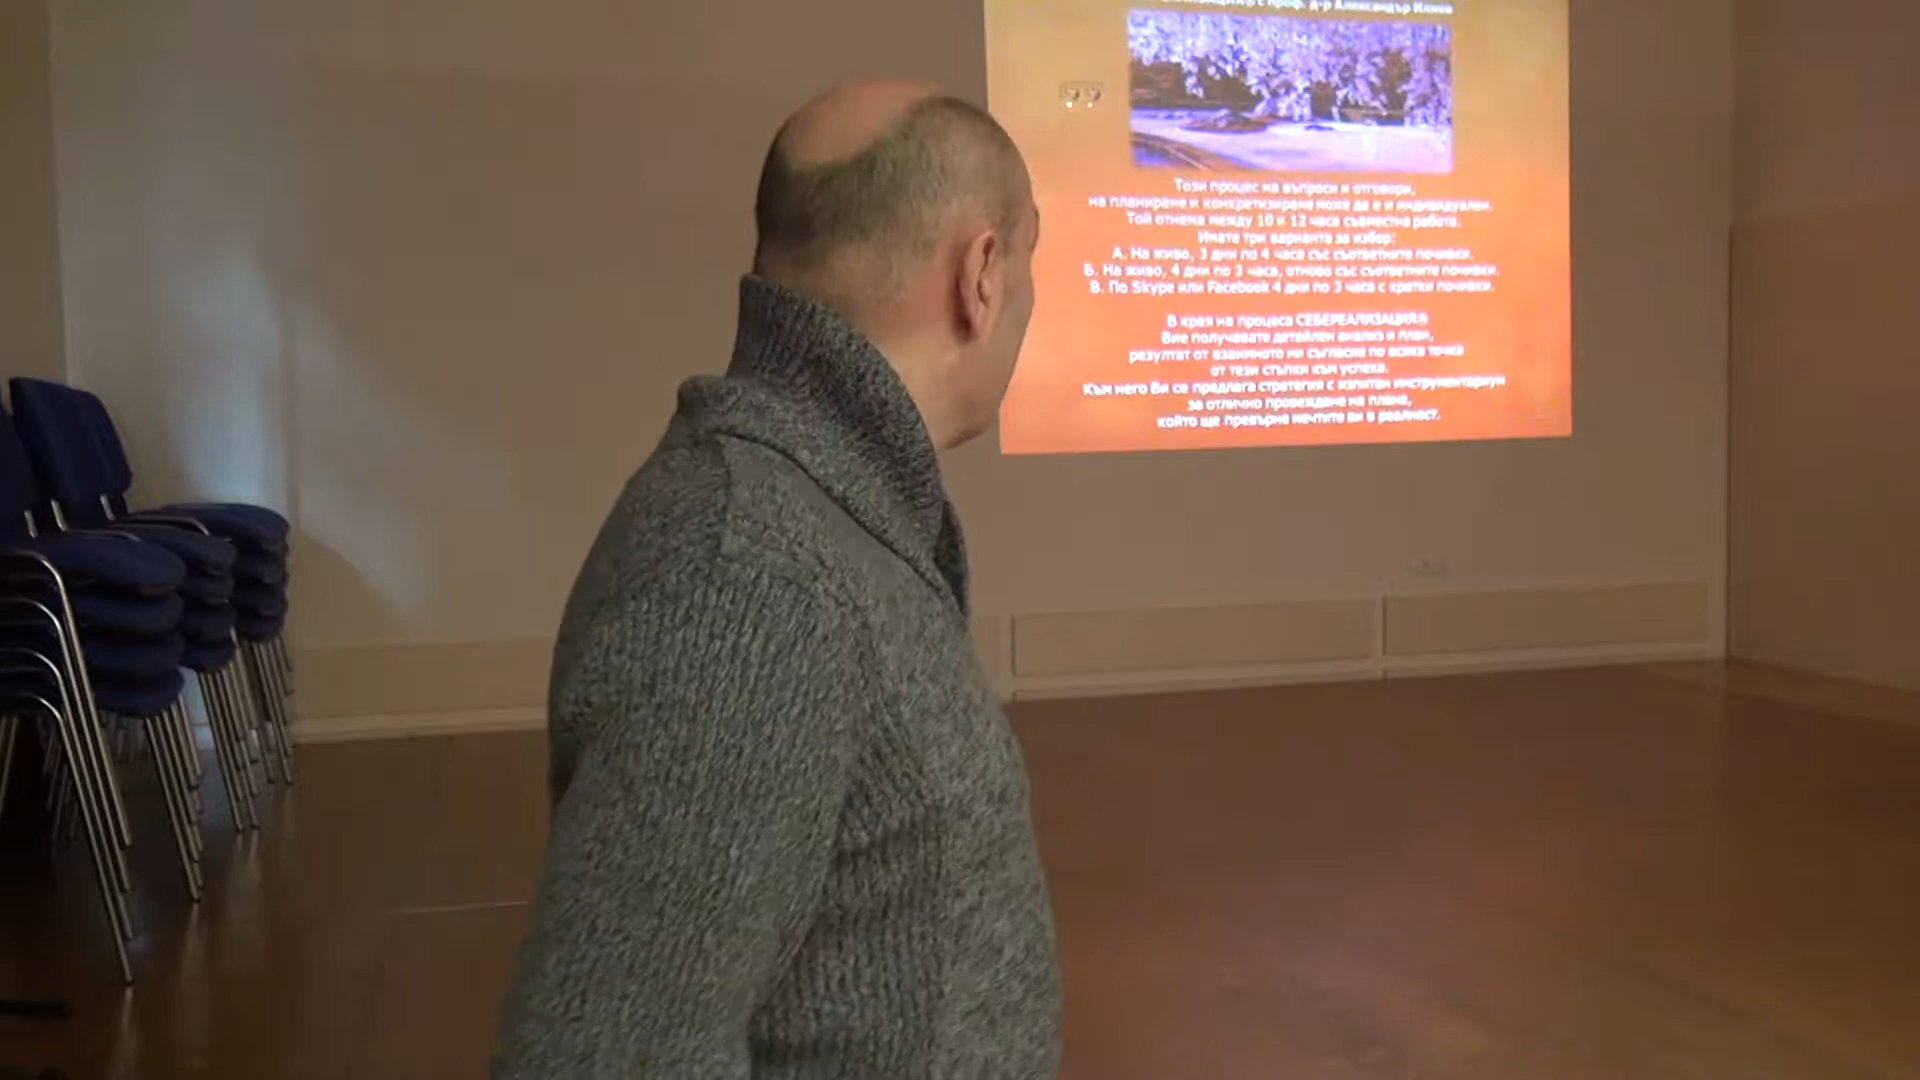 с проф. д-р Александър Илиев
Този процес на въпроси и отговори,
на планиране и конкретизиране може да е и индивидуален.
Той отнема между 10 и 12 часа съвместна работа.
Имате три варианта за избор:
А. На живо, 3 дни по 4 часа със съответните почивки.
Б. На живо, 4 дни по 3 часа, отново със съответните почивки.
В. По Skype или Facebook 4 дни по 3 часа с кратки почивки.
В края на процеса СЕБЕРЕАЛИЗАЦИЯ®
Вие получавате детайлен анализ и план,
резултат от взаимното ни съгласие по всяка точка
от тези стъпки към успеха.
Към него Ви се предлага стратегия с изпитан инструментариум
за отлично провеждане на плана,
който ще превърне мечтите ви в реалност.